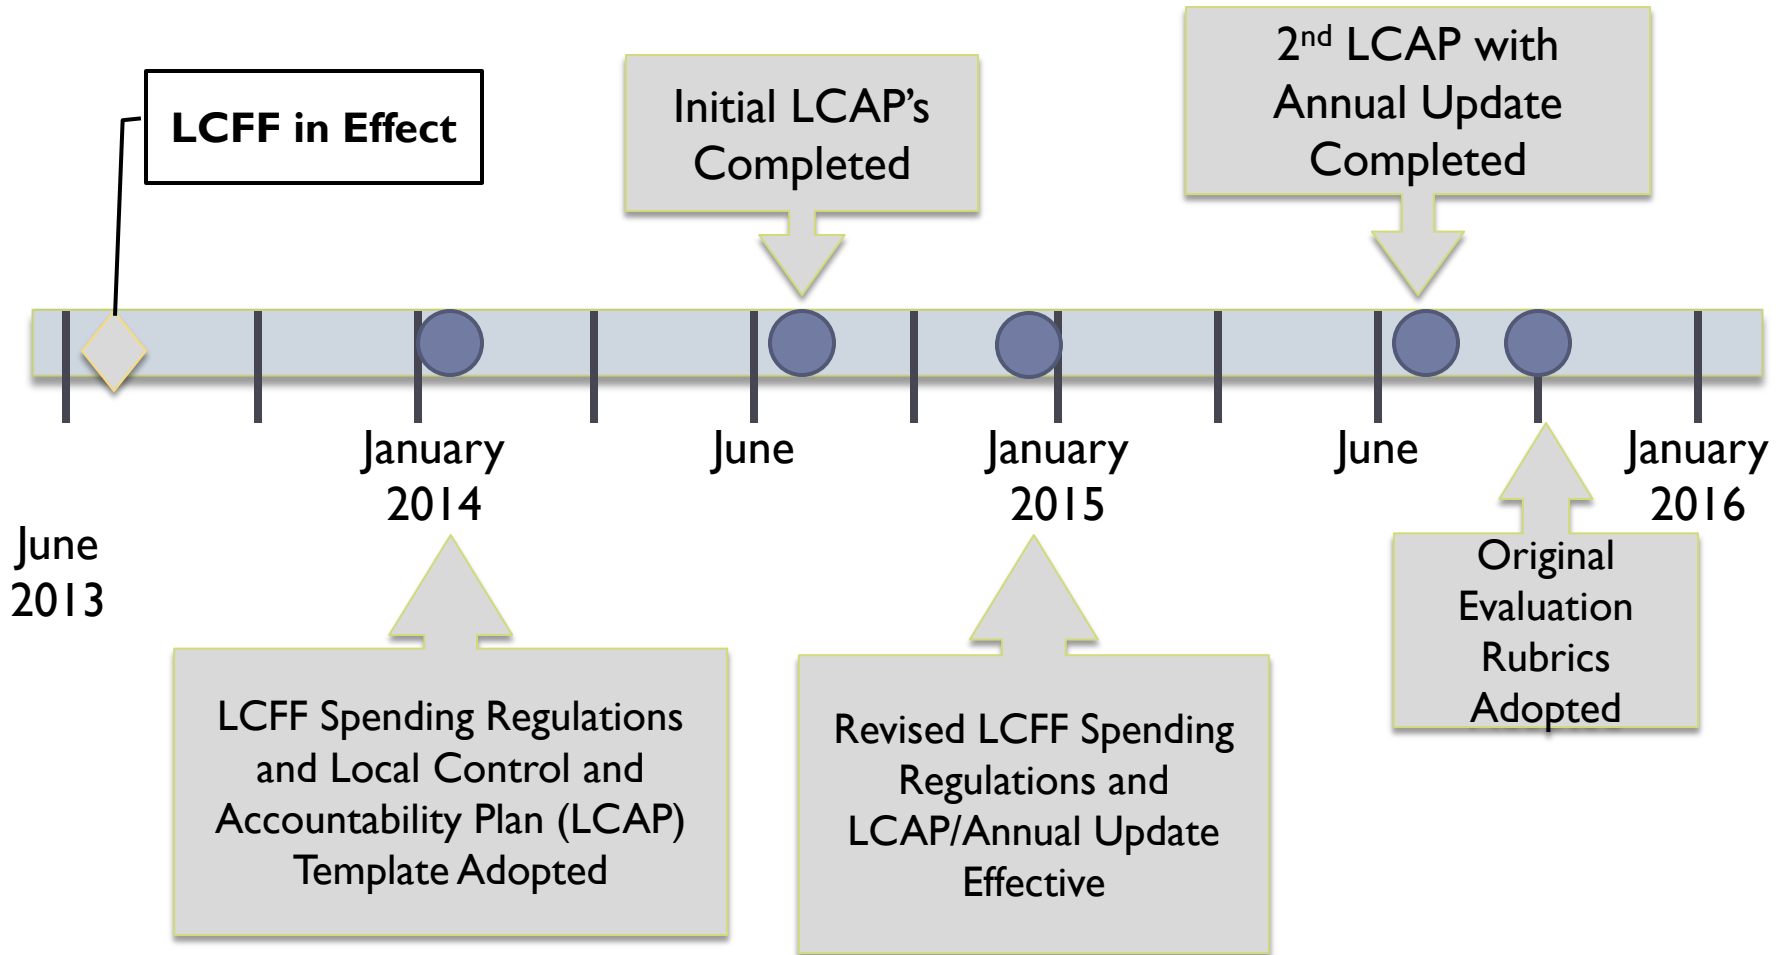 LCFF in Effect
Initial LCAP's
Completed
2nd LCAP with
Annual Update
Completed
June
2013
January
2014
June
January
2015
June
January
2016
LCFF Spending Regulations
and Local Control and
Accountability Plan (LCAP)
Template Adopted
Revised LCFF Spending
Regulations and
LCAP/Annual Update
Effective
Original
Evaluation
Rubrics
Adopted